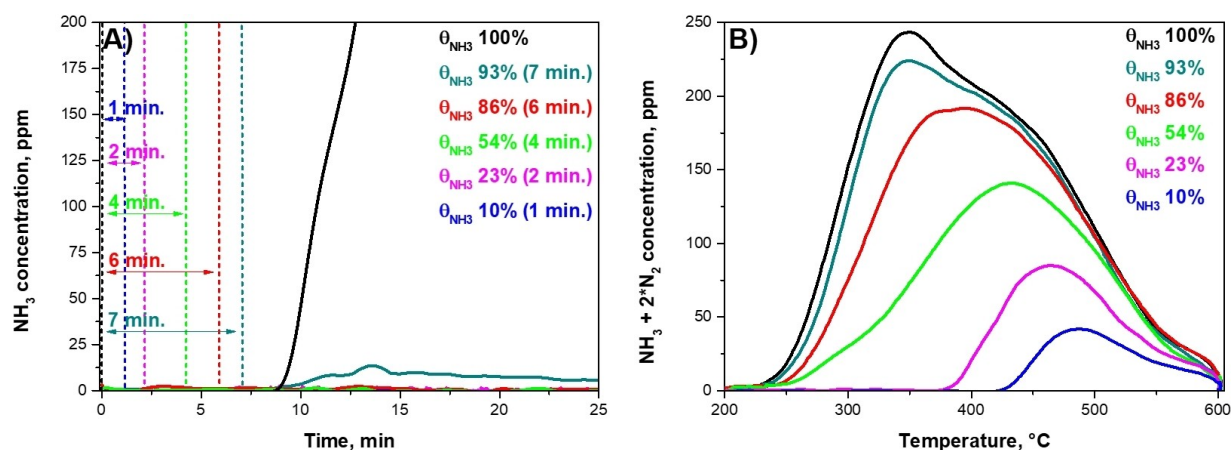 A)
NH3 concentration, ppm
200
175
150
125
100
75
50
25
0
1 min.
2 min.
4 min.
6 min.
7 min.
θNH3 100%
θNH3 93% (7 min.)
θNH3 86% (6 min.)
θNH3 54% (4 min.)
θNH3 23% (2 min.)
θNH3 10% (1 min.)
0 5 10 15 20 25
Time, min
B)
NH3 + 2*N2 concentration, ppm
250
200
150
100
50
0
θNH3 100%
θNH3 93%
θNH3 86%
θNH3 54%
θNH3 23%
θNH3 10%
200 300 400 500 600
Temperature, °C